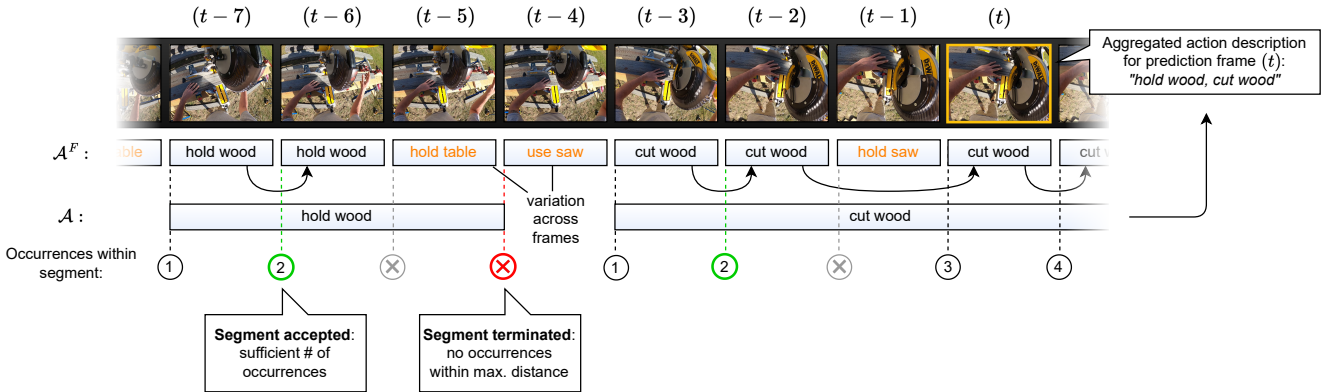 (t − 7) (t − 6) (t − 5) (t − 4) (t − 3) (t − 2) (t − 1) (t)
Aggregated action description
for prediction frame (t):
"hold wood, cut wood"
𝒜^F : hold wood hold wood hold table use saw cut wood cut wood hold saw cut wood cut
variation
across
frames
𝒜 : hold wood cut wood
Occurrences within
segment:
1 2 1 2 3 4
Segment accepted:
sufficient # of
occurrences
Segment terminated:
no occurrences
within max. distance